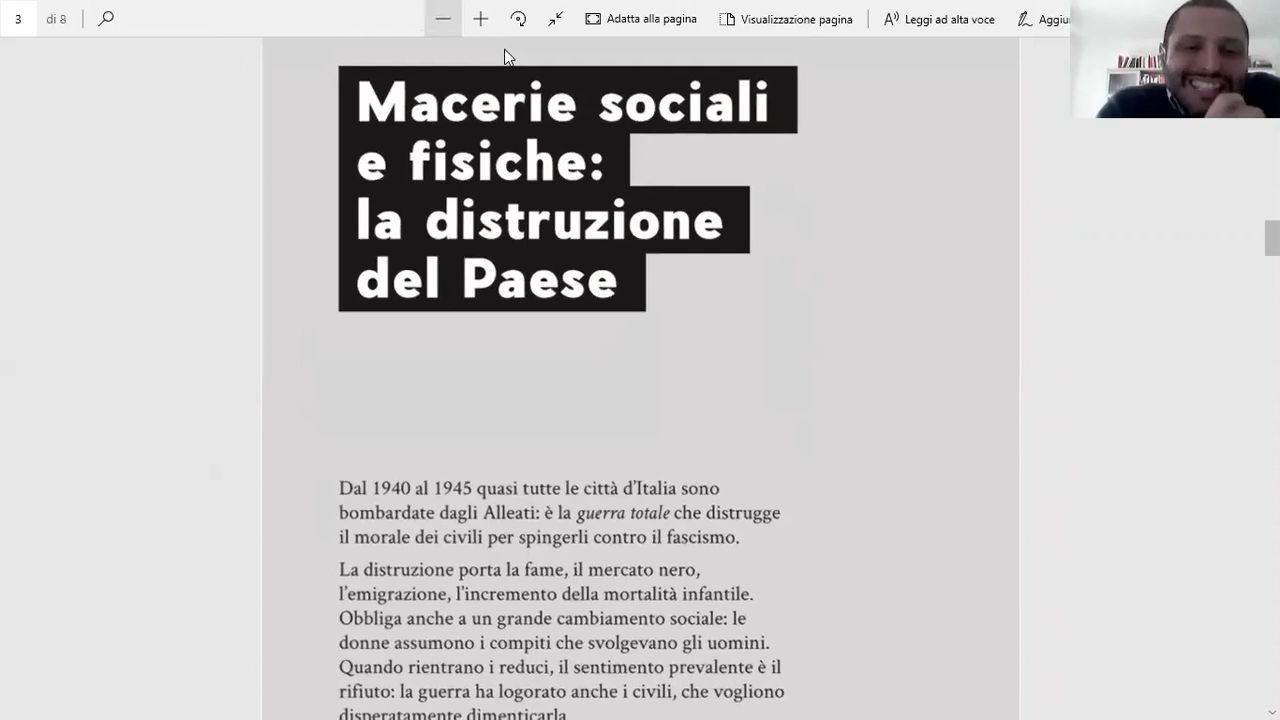 3 di 8 Adatta alla pagina Visualizzazione pagina Leggi ad alta voce
Macerie sociali
e fisiche:
la distruzione
del Paese
Dal 1940 al 1945 quasi tutte le città d’Italia sono
bombardate dagli Alleati: è la guerra totale che distrugge
il morale dei civili per spingerli contro il fascismo.
La distruzione porta la fame, il mercato nero,
l’emigrazione, l’incremento della mortalità infantile.
Obbliga anche a un grande cambiamento sociale: le
donne assumono i compiti che svolgevano gli uomini.
Quando rientrano i reduci, il sentimento prevalente è il
rifiuto: la guerra ha logorato anche i civili, che vogliono
disperatamente dimenticarla